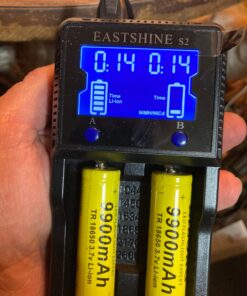 EASTSHINE S2
0:14 0:14
Time
Li-ion
Time
NiMH/NiCd
A
B
9900mAh
TR 18650 3.7v Li-ion
9900mAh
TR 18650 3.7v Li-ion